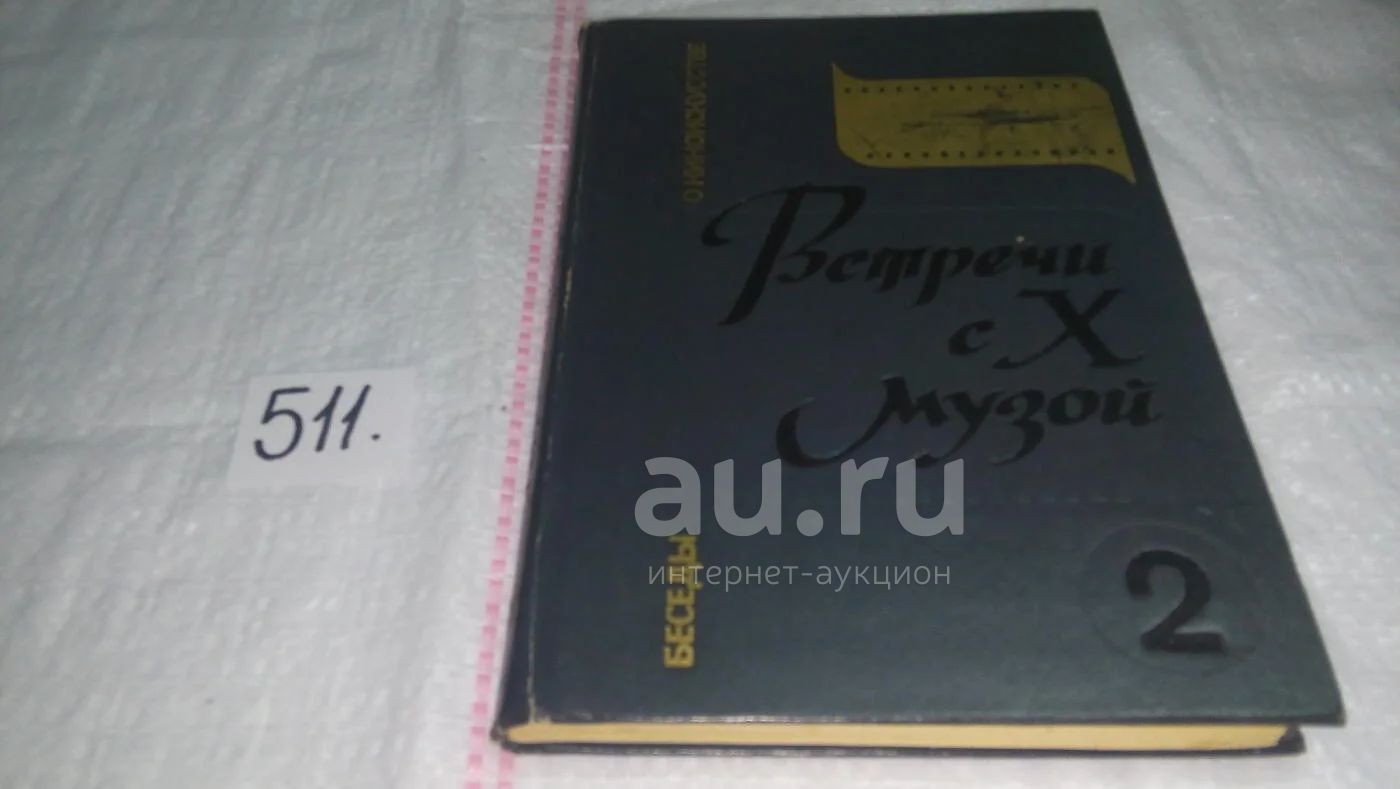 511.
БЕСЕДЫ
О КИНОИСКУССТВЕ
Встречи
с X
музой
2
au.ru
интернет-аукцион